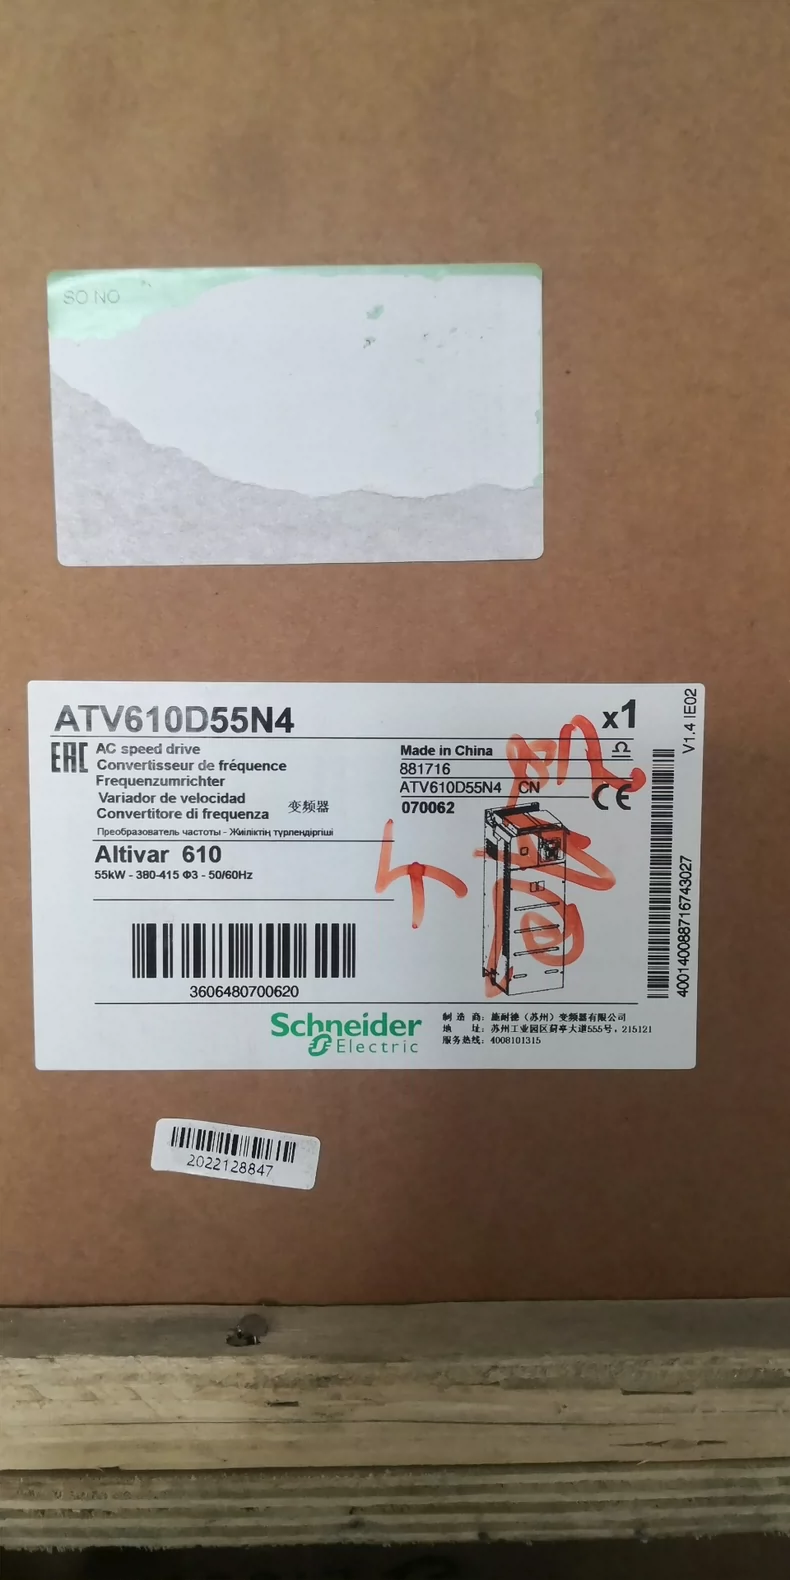 SO.NO
ATV610D55N4
x1
V1.4 IE02
EAC
AC speed drive
Convertisseur de fréquence
Frequenzumrichter
Variador de velocidad
Convertitore di frequenza 变频器
Преобразователь частоты - Жиіліктің түрлендіргіші
Made in China
881716
ATV610D55N4 CN
070062
CE
Altivar 610
55kW - 380-415 Φ3 - 50/60Hz
3606480700620
400140088716743027
Schneider
Electric
制 造 商: 施耐德（苏州）变频器有限公司
地 址: 苏州工业园区葑亭大道555号, 215121
服务热线: 4008101315
2022128847